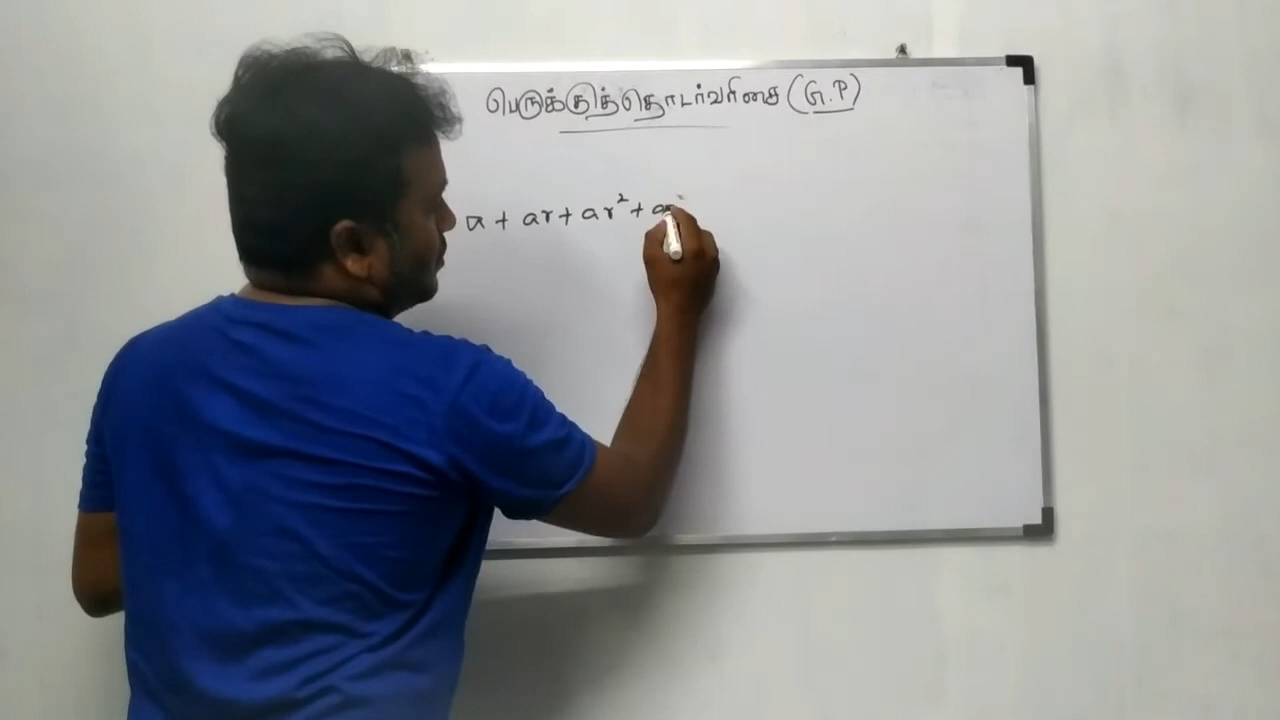 பெருக்குத்தொடர்வரிசை (G.P)
a + ar + ar² + a